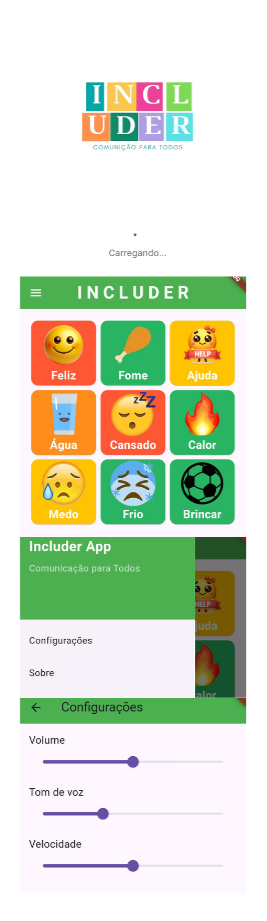 INCL
UDER
COMUNIÇÃO PARA TODOS
Carregando...
INCLUDER
Feliz
Fome
HELP
Ajuda
Água
Cansado
Calor
Medo
Frio
Brincar
Includer App
Comunicação para Todos
Ajuda
Calor
Configurações
Sobre
Configurações
Volume
Tom de voz
Velocidade